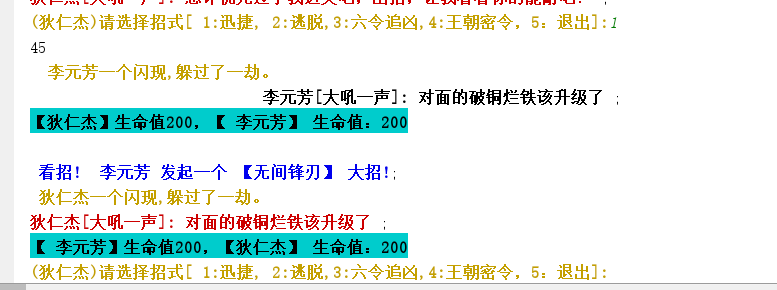 (狄仁杰)请选择招式[ 1:迅捷, 2:逃脱,3:六令追凶,4:王朝密令, 5：退出]:1
45
李元芳一个闪现,躲过了一劫。
李元芳[大吼一声]: 对面的破铜烂铁该升级了 ;
【狄仁杰】生命值200，【 李元芳】 生命值：200
看招! 李元芳 发起一个 【无间锋刃】 大招!;
狄仁杰一个闪现,躲过了一劫。
狄仁杰[大吼一声]: 对面的破铜烂铁该升级了 ;
【 李元芳】生命值200，【狄仁杰】 生命值：200
(狄仁杰)请选择招式[ 1:迅捷, 2:逃脱,3:六令追凶,4:王朝密令, 5：退出]: